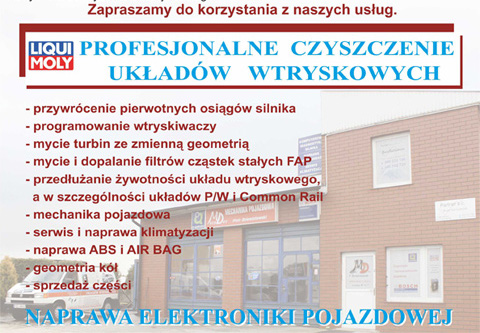 Zapraszamy do korzystania z naszych usług.
LIQUI
MOLY
PROFESJONALNE CZYSZCZENIE
UKŁADÓW WTRYSKOWYCH
- przywrócenie pierwotnych osiągów silnika
- programowanie wtryskiwaczy
- mycie turbin ze zmienną geometrią
- mycie i dopalanie filtrów cząstek stałych FAP
- przedłużanie żywotności układu wtryskowego,
a w szczególności układów P/W i Common Rail
- mechanika pojazdowa
- serwis i naprawa klimatyzacji
- naprawa ABS i AIR BAG
- geometria kół
- sprzedaż części
MECHANIKA POJAZDOWA
NAPRAWA ELEKTRONIKI POJAZDOWEJ